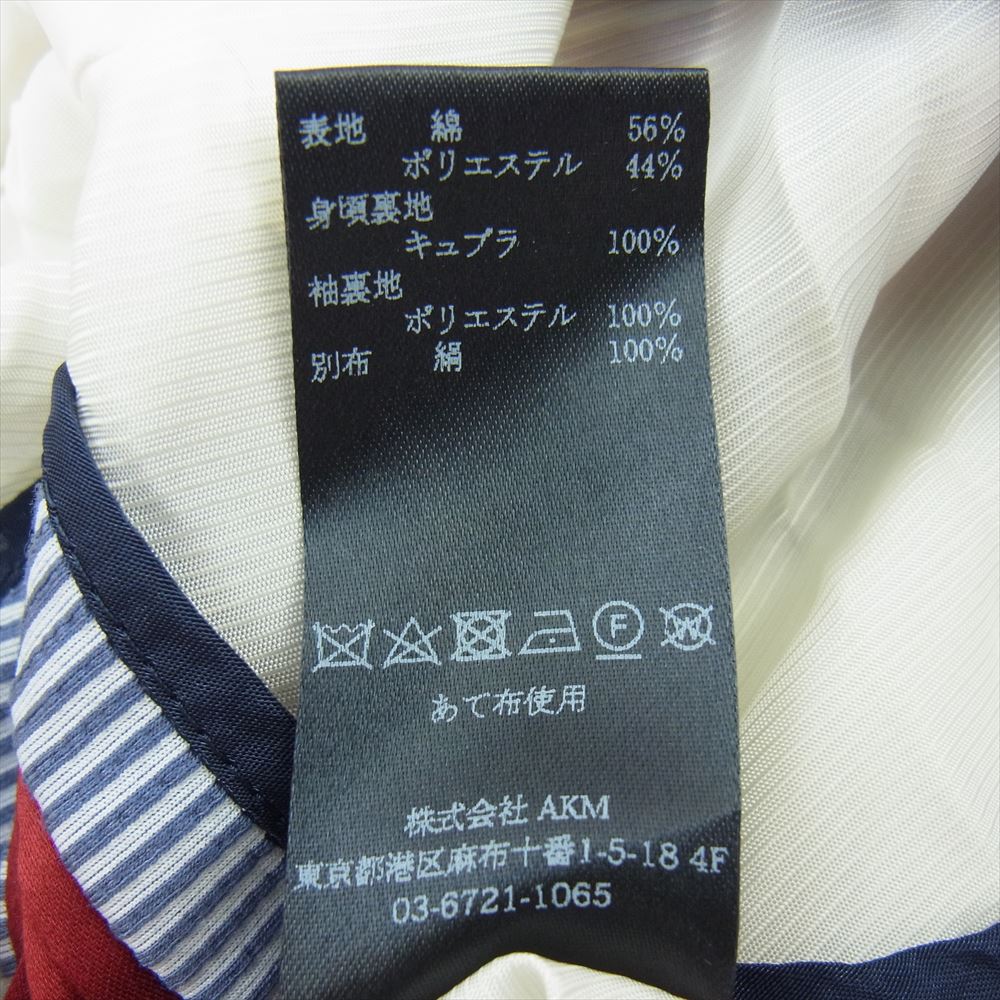 表地 綿 56%
ポリエステル 44%
身頃裏地
キュプラ 100%
袖裏地
ポリエステル 100%
別布 絹 100%
F W
あて布使用
株式会社 AKM
東京都港区麻布十番1-5-18 4F
03-6721-1065